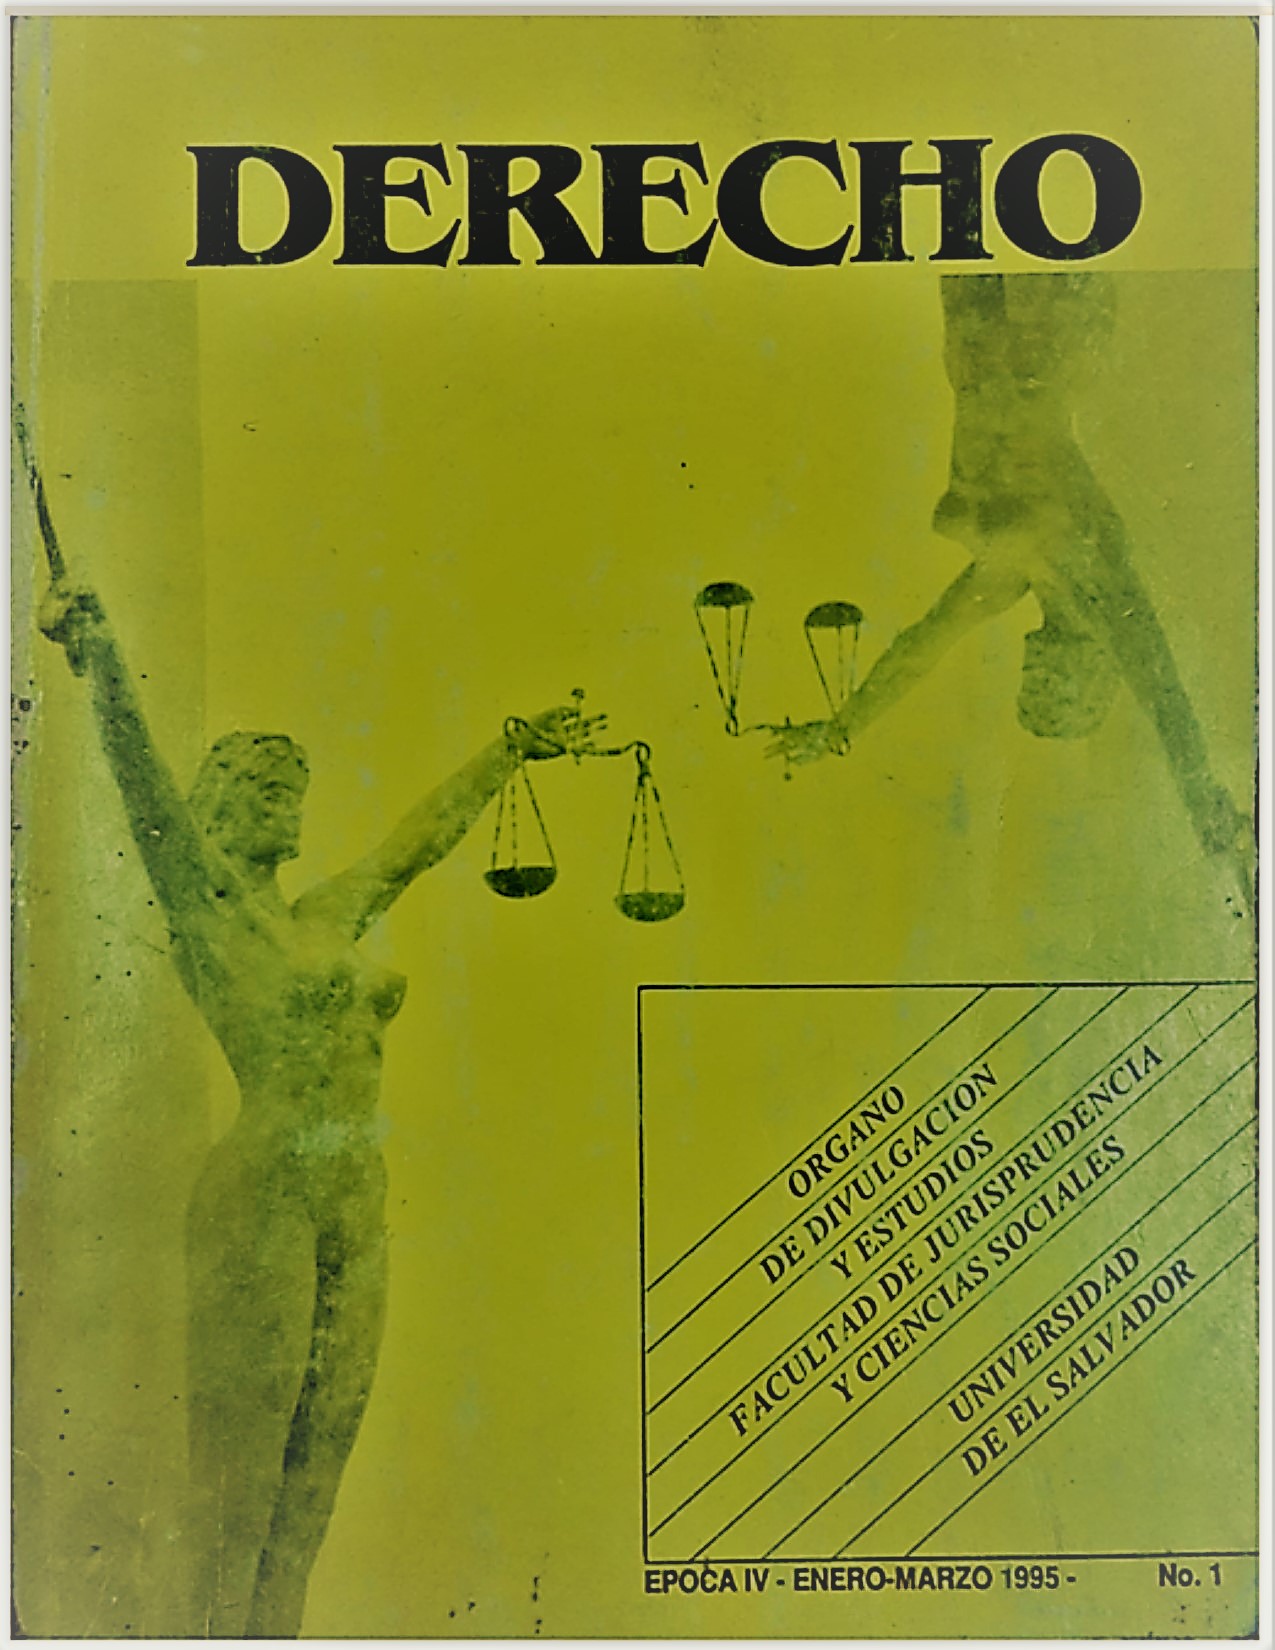 DERECHO
ORGANO
DE DIVULGACION
Y ESTUDIOS
FACULTAD DE JURISPRUDENCIA
Y CIENCIAS SOCIALES
UNIVERSIDAD
DE EL SALVADOR
EPOCA IV - ENERO-MARZO 1995 - No. 1